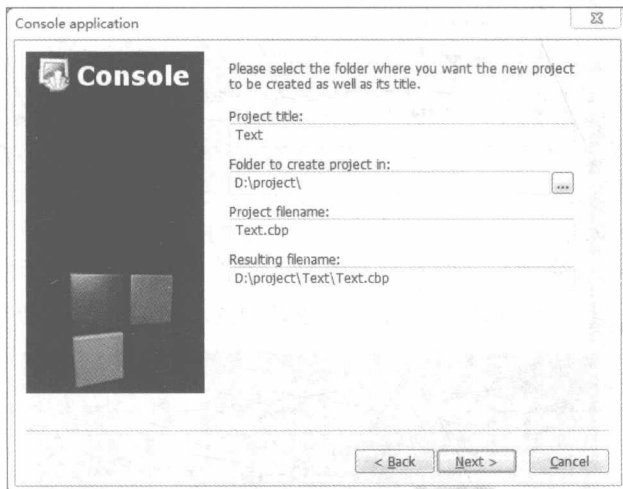 Console application
Console
Please select the folder where you want the new project
to be created as well as its title.
Project title:
Text
Folder to create project in:
D:\project\
...
Project filename:
Text.cbp
Resulting filename:
D:\project\Text\Text.cbp
< Back
Next >
Cancel